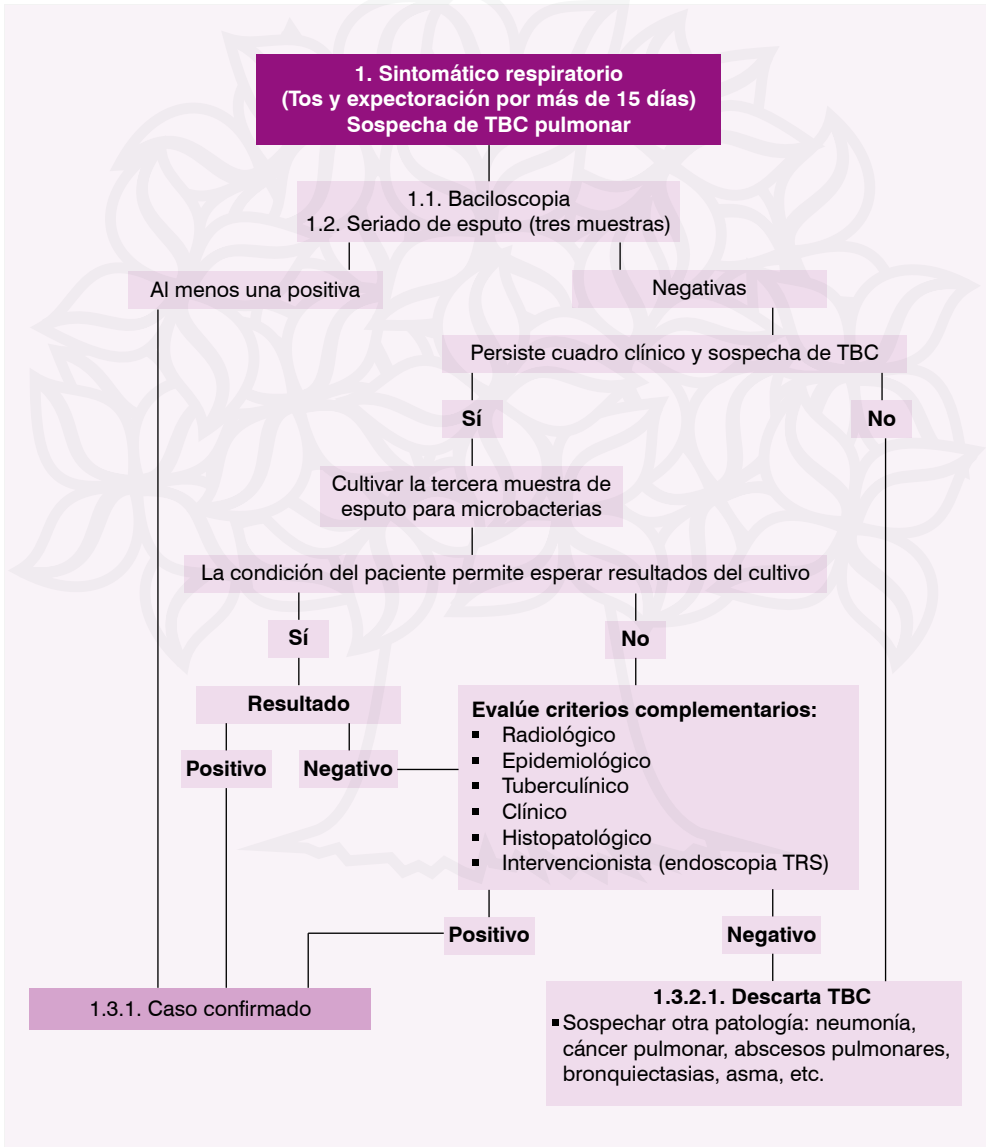 1. Sintomático respiratorio
(Tos y expectoración por más de 15 días)
Sospecha de TBC pulmonar
1.1. Baciloscopia
1.2. Seriado de esputo (tres muestras)
Al menos una positiva
Negativas
Persiste cuadro clínico y sospecha de TBC
Sí
No
Cultivar la tercera muestra de
esputo para microbacterias
La condición del paciente permite esperar resultados del cultivo
Sí
No
Resultado
Positivo
Negativo
Evalúe criterios complementarios:
▪ Radiológico
▪ Epidemiológico
▪ Tuberculínico
▪ Clínico
▪ Histopatológico
▪ Intervencionista (endoscopia TRS)
Positivo
Negativo
1.3.1. Caso confirmado
1.3.2.1. Descarta TBC
▪ Sospechar otra patología: neumonía,
cáncer pulmonar, abscesos pulmonares,
bronquiectasias, asma, etc.